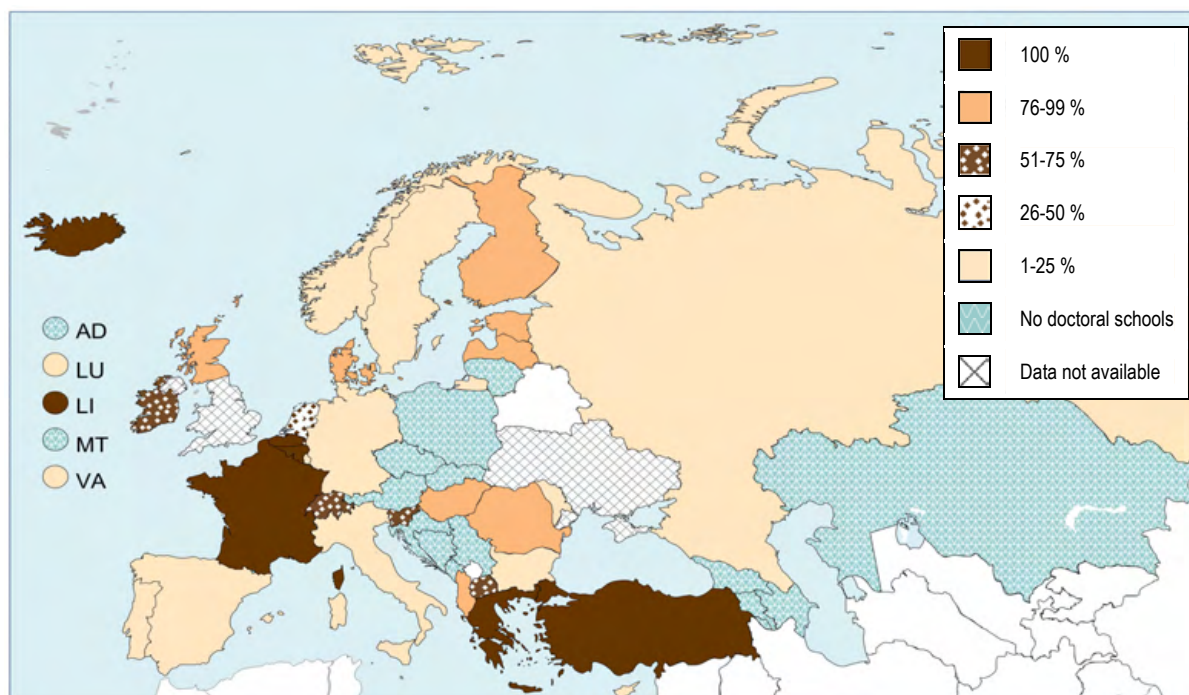 AD
LU
LI
MT
VA
100 %
76-99 %
51-75 %
26-50 %
1-25 %
No doctoral schools
Data not available